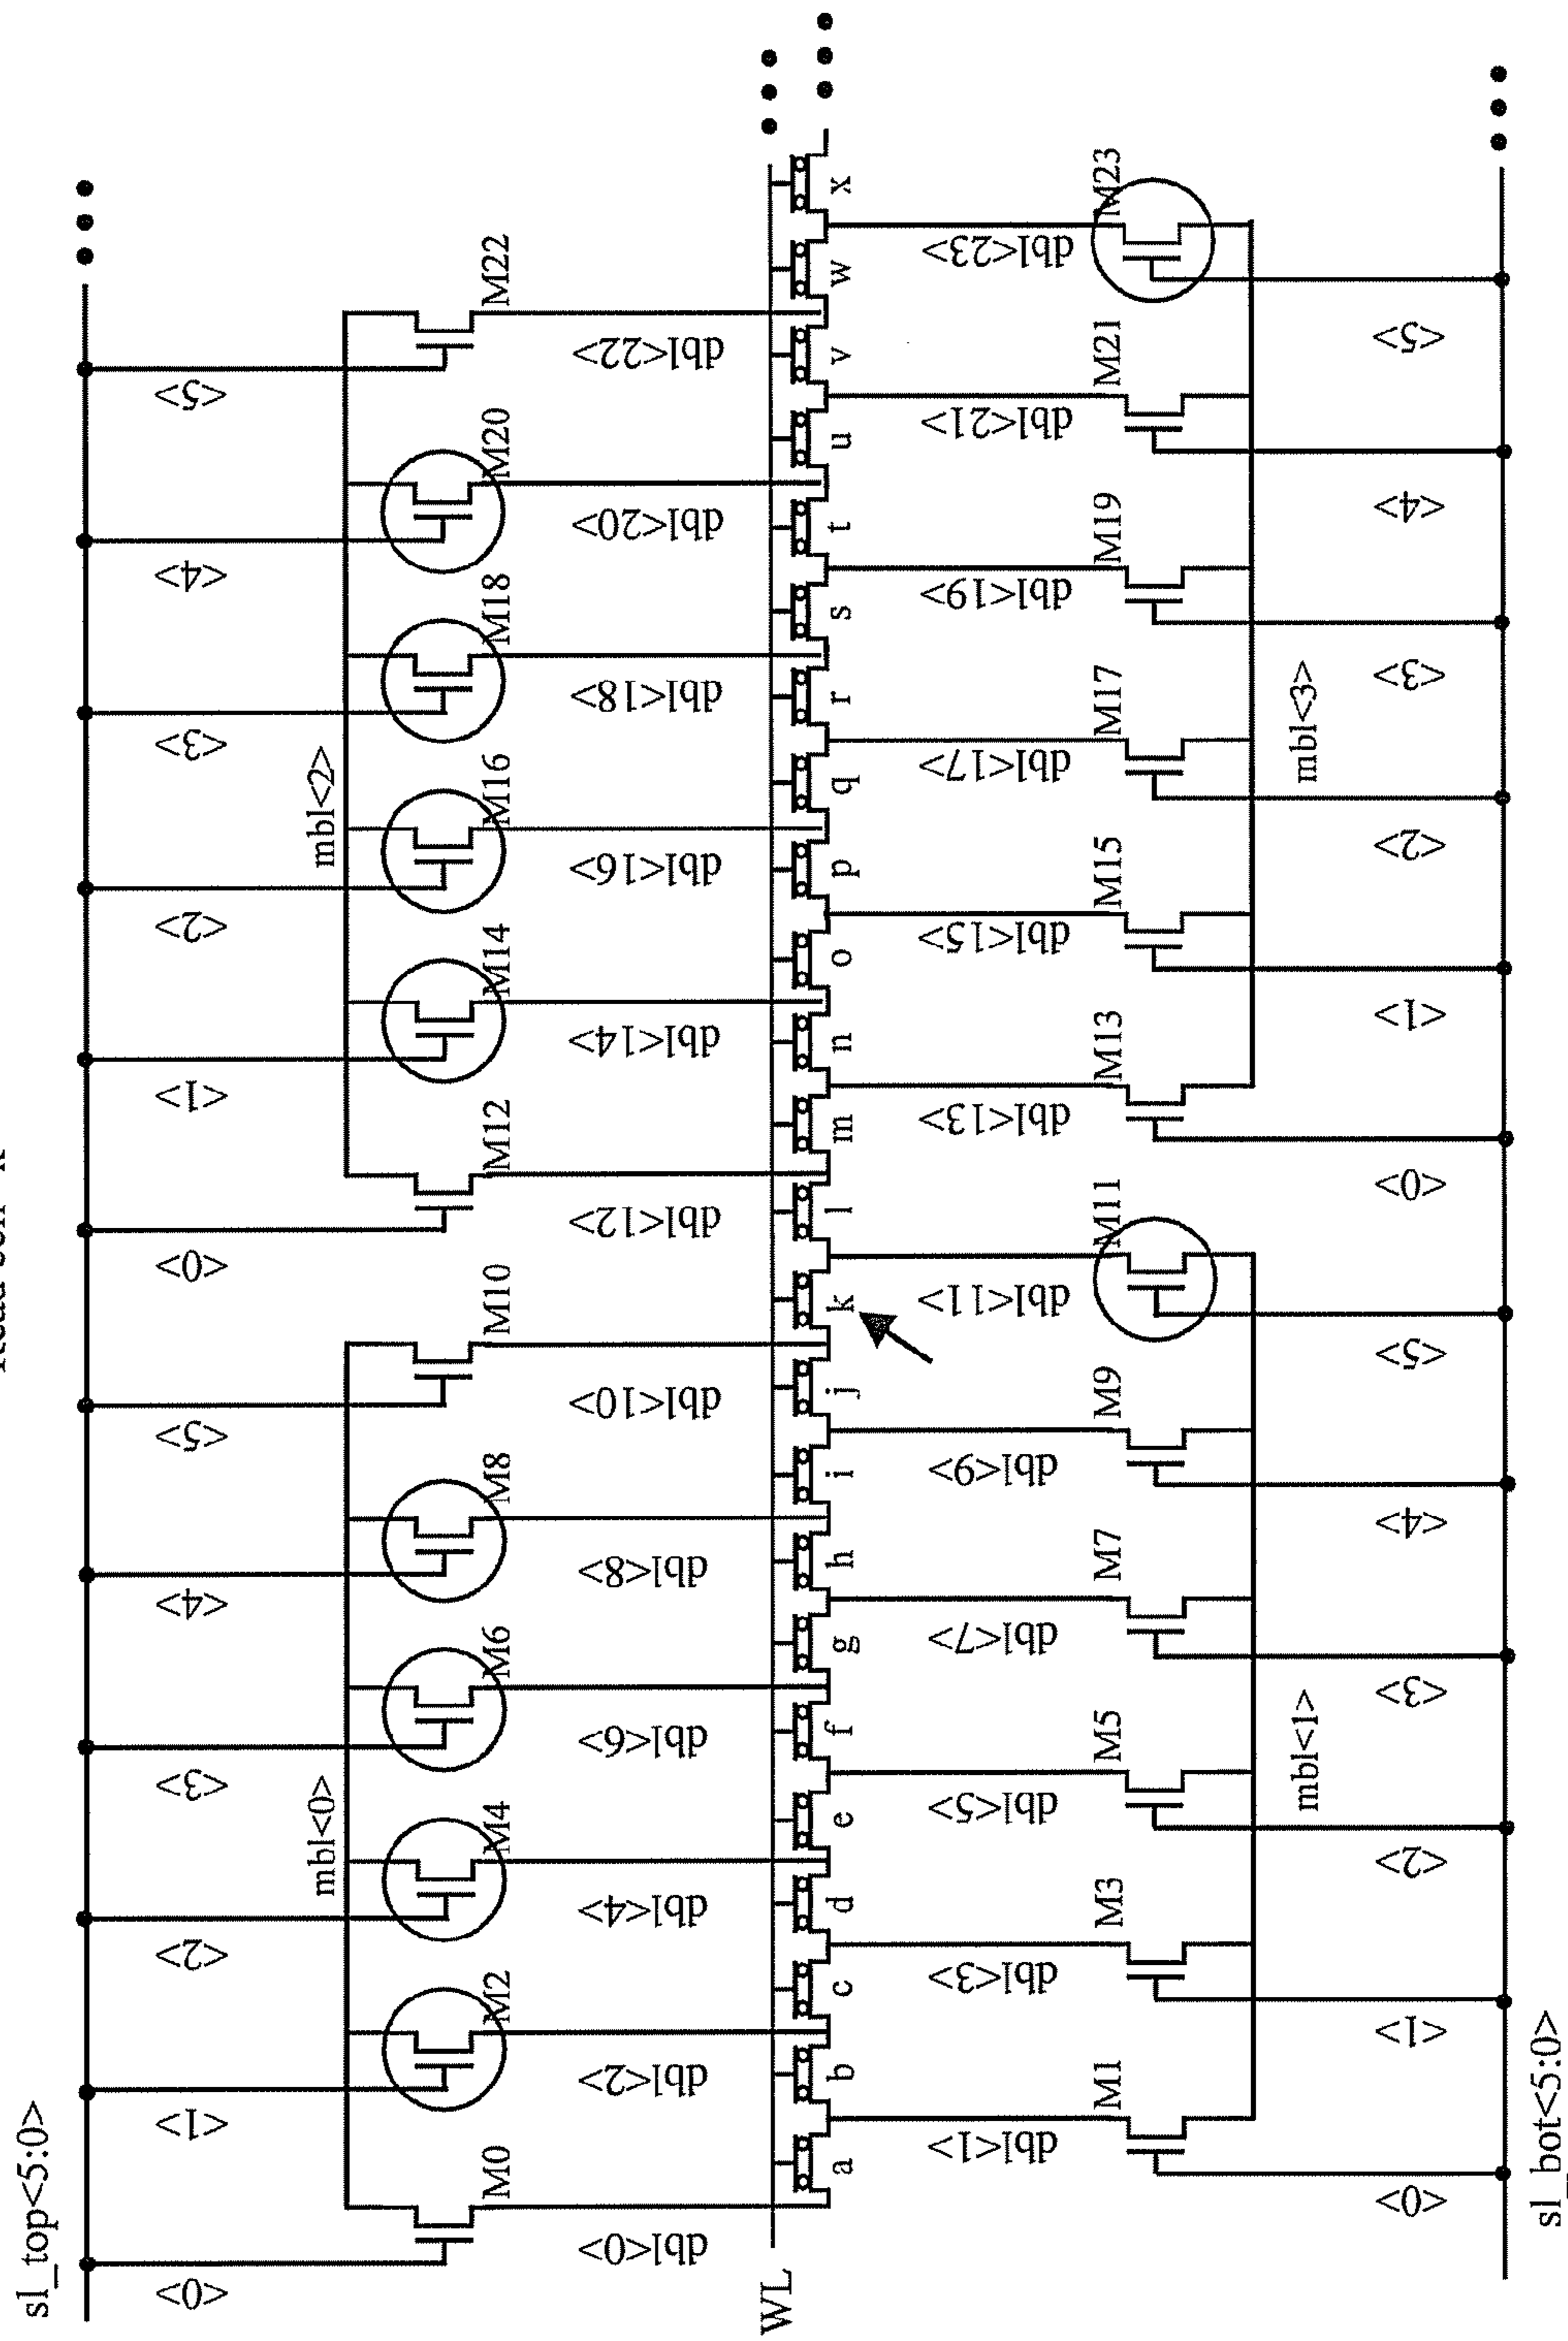 sl_top<5:0>
<0> <1> <2> <3> <4> <5> <0> <1> <2> <3> <4> <5>
mbl<0> mbl<2>
M0 M2 M4 M6 M8 M10 M12 M14 M16 M18 M20 M22
dbl<0> dbl<2> dbl<4> dbl<6> dbl<8> dbl<10> dbl<12> dbl<14> dbl<16> dbl<18> dbl<20> dbl<22>
WL
a b c d e f g h i j k l m n o p q r s t u v w x
dbl<1> dbl<3> dbl<5> dbl<7> dbl<9> dbl<11> dbl<13> dbl<15> dbl<17> dbl<19> dbl<21> dbl<23>
M1 M3 M5 M7 M9 M11 M13 M15 M17 M19 M21 M23
mbl<1> mbl<3>
<0> <1> <2> <3> <4> <5> <0> <1> <2> <3> <4> <5>
sl_bot<5:0>